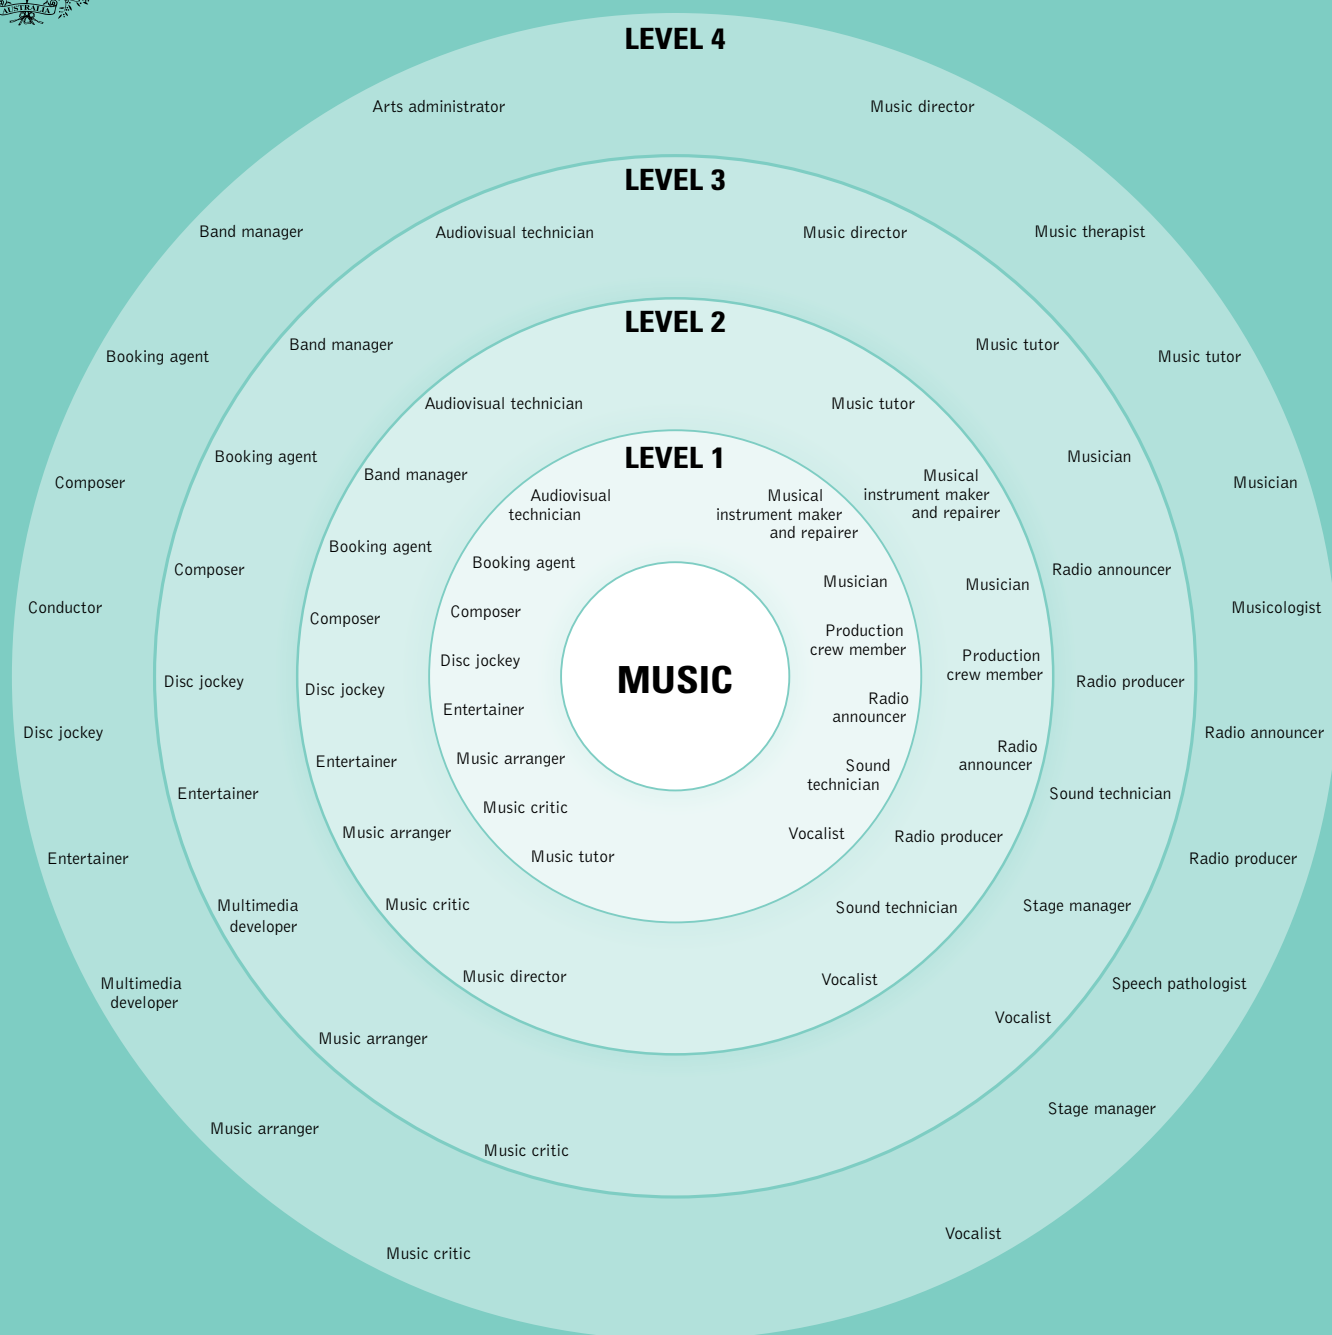 AUSTRALIA
LEVEL 4
Arts administrator
Music director
Band manager
Music therapist
Booking agent
Music tutor
Composer
Musician
Conductor
Musicologist
Disc jockey
Radio announcer
Entertainer
Radio producer
Multimedia
developer
Speech pathologist
Music arranger
Stage manager
Music critic
Vocalist
LEVEL 3
Audiovisual technician
Music director
Band manager
Music tutor
Booking agent
Musician
Composer
Radio announcer
Disc jockey
Radio producer
Entertainer
Sound technician
Multimedia
developer
Stage manager
Music arranger
Vocalist
Music critic
LEVEL 2
Audiovisual technician
Music tutor
Band manager
Musical
instrument maker
and repairer
Booking agent
Musician
Composer
Production
crew member
Disc jockey
Radio
announcer
Entertainer
Radio producer
Music arranger
Sound technician
Music critic
Vocalist
Music director
LEVEL 1
Audiovisual
technician
Musical
instrument maker
and repairer
Booking agent
Musician
Composer
Production
crew member
Disc jockey
Radio
announcer
Entertainer
Sound
technician
Music arranger
Vocalist
Music critic
Music tutor
MUSIC